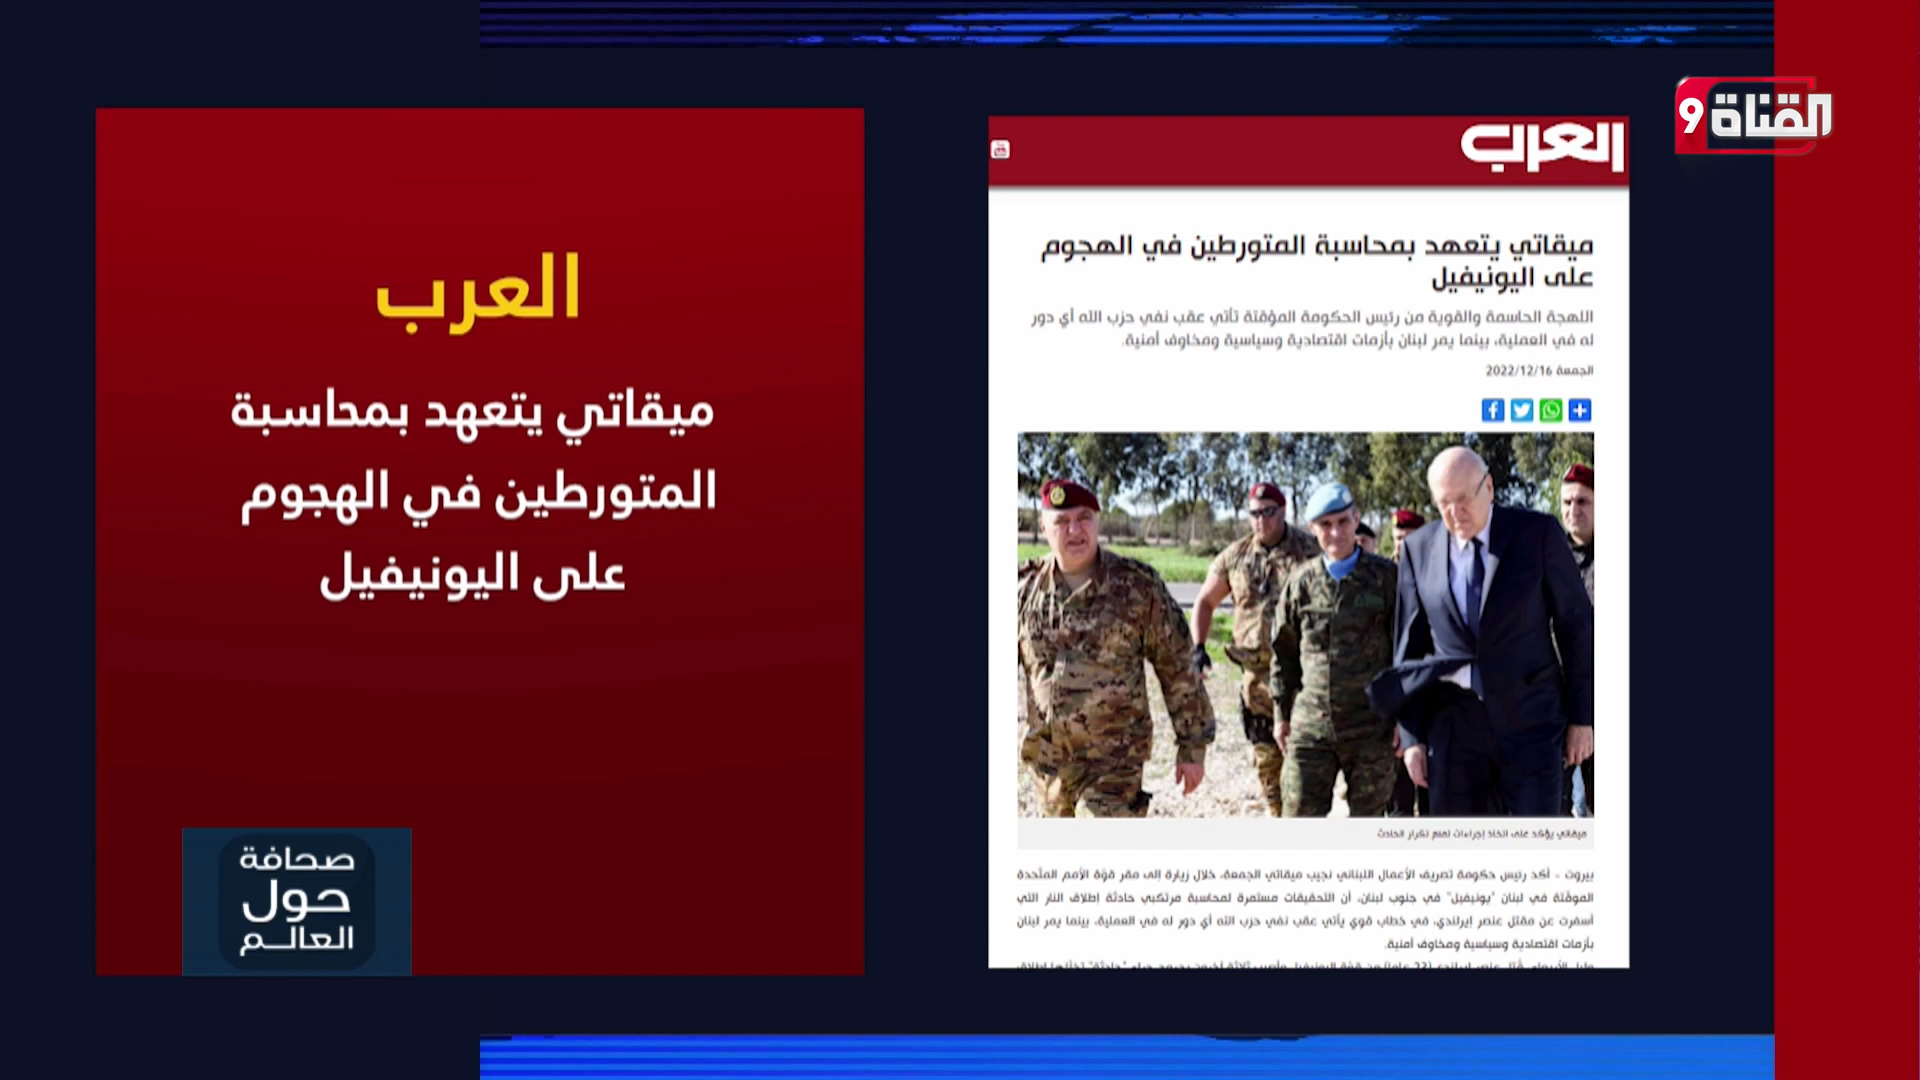 القناة 9
العرب
ميقاتي يتعهد بمحاسبة
المتورطين في الهجوم
على اليونيفيل
صحافة
حول
العالم
العرب
ميقاتي يتعهد بمحاسبة المتورطين في الهجوم
على اليونيفيل
اللهجة الحاسمة والقوية من رئيس الحكومة المؤقتة تأتي عقب نفي حزب الله أي دور
له في العملية، بينما يمر لبنان بأزمات اقتصادية وسياسية ومخاوف أمنية.
الجمعة 2022/12/16
ميقاتي يؤكد على اتخاذ إجراءات لمنع تكرار الحادث
بيروت - أكد رئيس حكومة تصريف الأعمال اللبناني نجيب ميقاتي الجمعة، خلال زيارة إلى مقر قوّة الأمم المتّحدة
الموقّتة في لبنان "يونيفيل" في جنوب لبنان، أن التحقيقات مستمرة لمحاسبة مرتكبي حادثة إطلاق النار التي
أسفرت عن مقتل عنصر إيرلندي، في خطاب قوي يأتي عقب نفي حزب الله أي دور له في العملية، بينما يمر لبنان
بأزمات اقتصادية وسياسية ومخاوف أمنية.